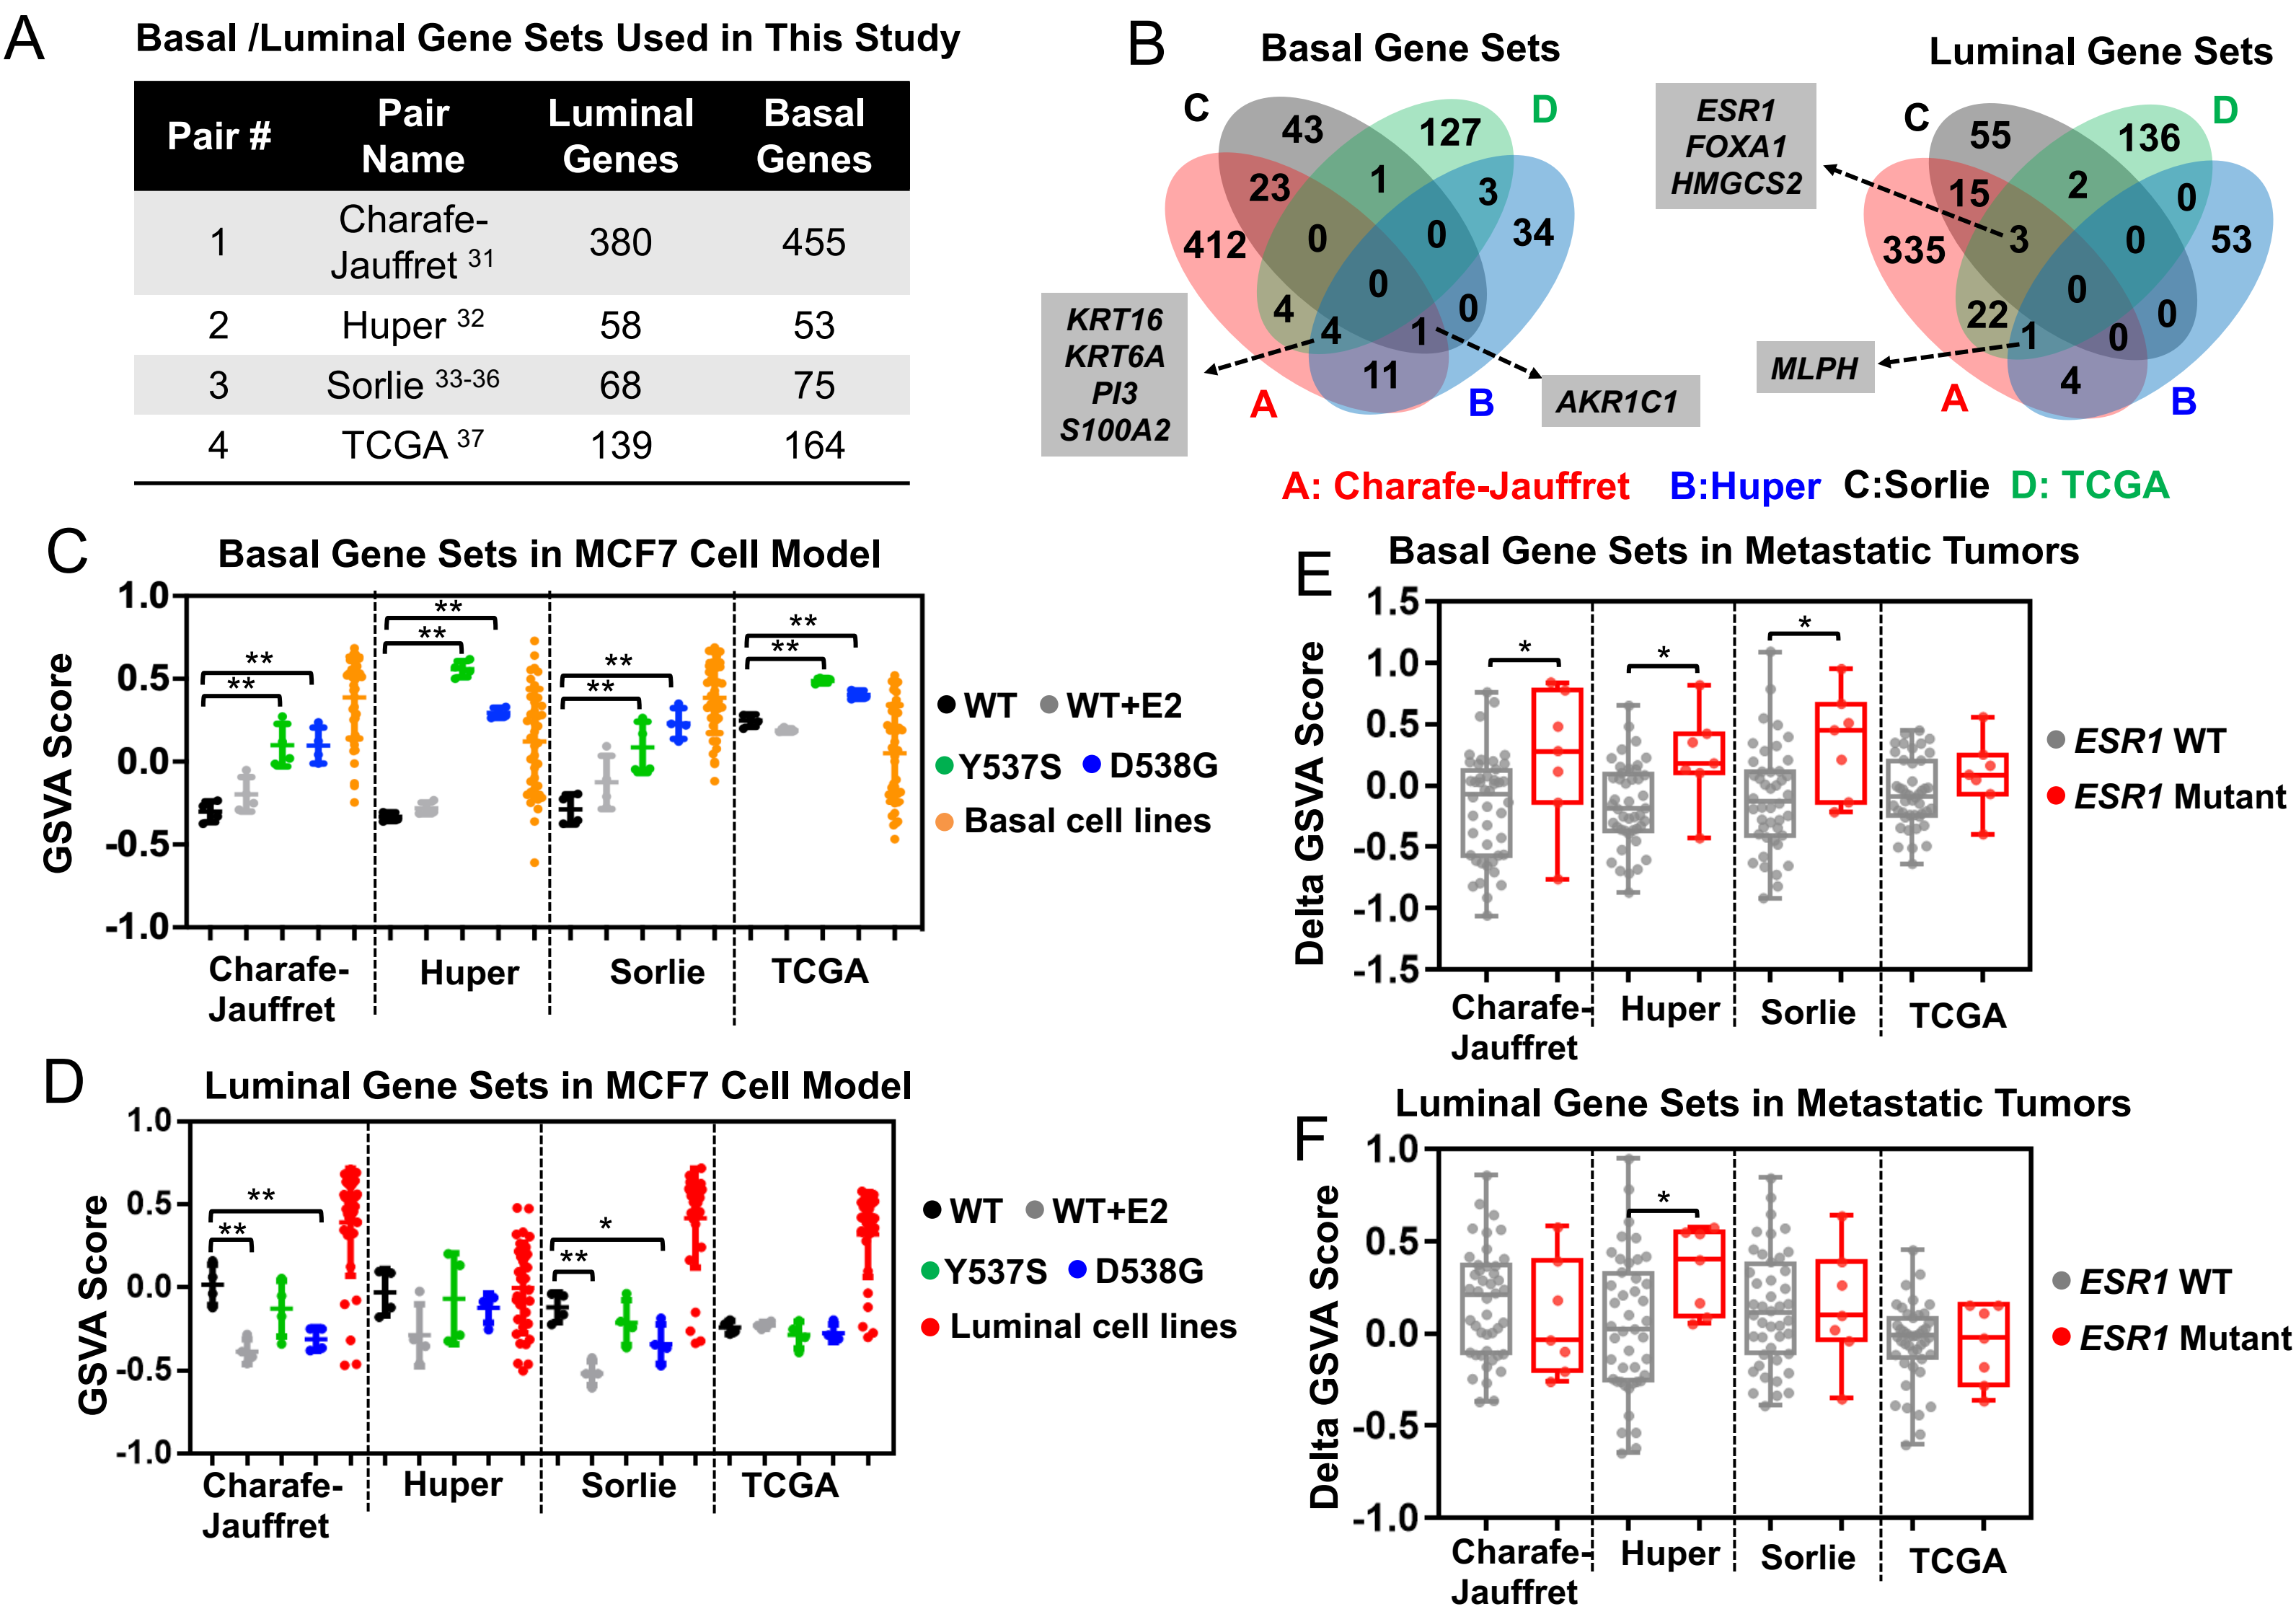 A
Basal /Luminal Gene Sets Used in This Study
Pair # Pair Name Luminal Genes Basal Genes
1 Charafe-Jauffret 31 380 455
2 Huper 32 58 53
3 Sorlie 33-36 68 75
4 TCGA 37 139 164
B
Basal Gene Sets
C
D
43
127
23
1
3
412
0
0
34
0
4
4
1
0
11
A
B
KRT16
KRT6A
PI3
S100A2
AKR1C1
Luminal Gene Sets
ESR1
FOXA1
HMGCS2
C
D
55
136
15
2
0
335
3
0
53
0
22
1
0
0
4
A
B
MLPH
A: Charafe-Jauffret B:Huper C:Sorlie D: TCGA
C
Basal Gene Sets in MCF7 Cell Model
GSVA Score
1.0
0.5
0.0
-0.5
-1.0
** ** ** **
** ** ** **
Charafe-
Jauffret
Huper
Sorlie
TCGA
WT WT+E2
Y537S D538G
Basal cell lines
D
Luminal Gene Sets in MCF7 Cell Model
GSVA Score
1.0
0.5
0.0
-0.5
-1.0
** *
** **
Charafe-
Jauffret
Huper
Sorlie
TCGA
WT WT+E2
Y537S D538G
Luminal cell lines
E
Basal Gene Sets in Metastatic Tumors
Delta GSVA Score
1.5
1.0
0.5
0.0
-0.5
-1.0
-1.5
* * *
Charafe-
Jauffret
Huper
Sorlie
TCGA
ESR1 WT
ESR1 Mutant
F
Luminal Gene Sets in Metastatic Tumors
Delta GSVA Score
1.0
0.5
0.0
-0.5
-1.0
*
Charafe-
Jauffret
Huper
Sorlie
TCGA
ESR1 WT
ESR1 Mutant